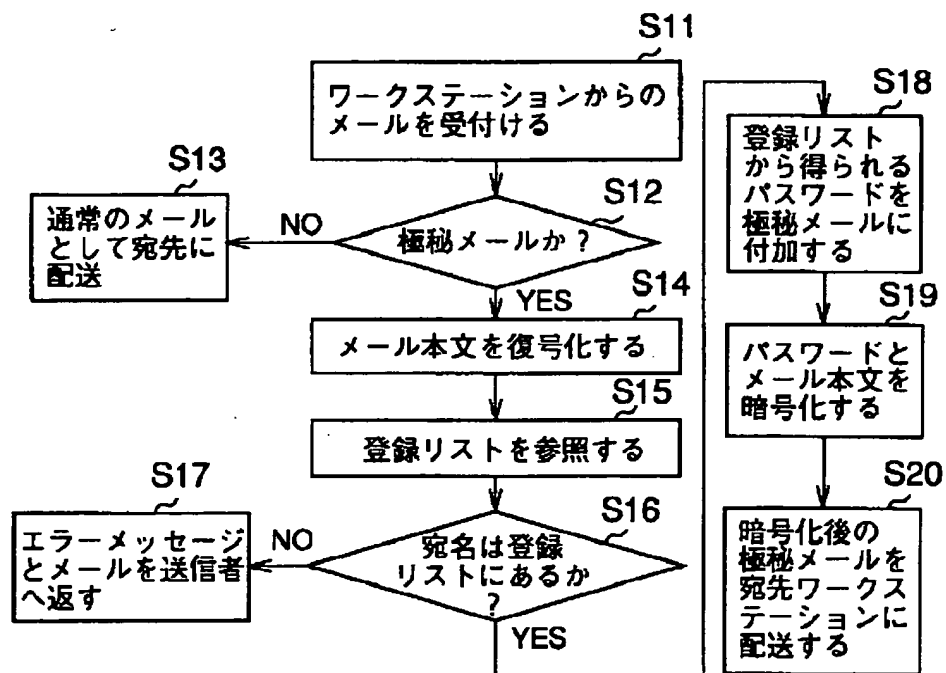 S11
ワークステーションからの
メールを受付ける
S12
極秘メールか?
NO
S13
通常のメール
として宛先に
配送
YES
S14
メール本文を復号化する
S15
登録リストを参照する
S16
宛名は登録
リストにあるか
?
NO
S17
エラーメッセージ
とメールを送信者
へ返す
YES
S18
登録リスト
から得られる
パスワードを
極秘メールに
付加する
S19
パスワードと
メール本文を
暗号化する
S20
暗号化後の
極秘メールを
宛先ワークス
テーションに
配送する